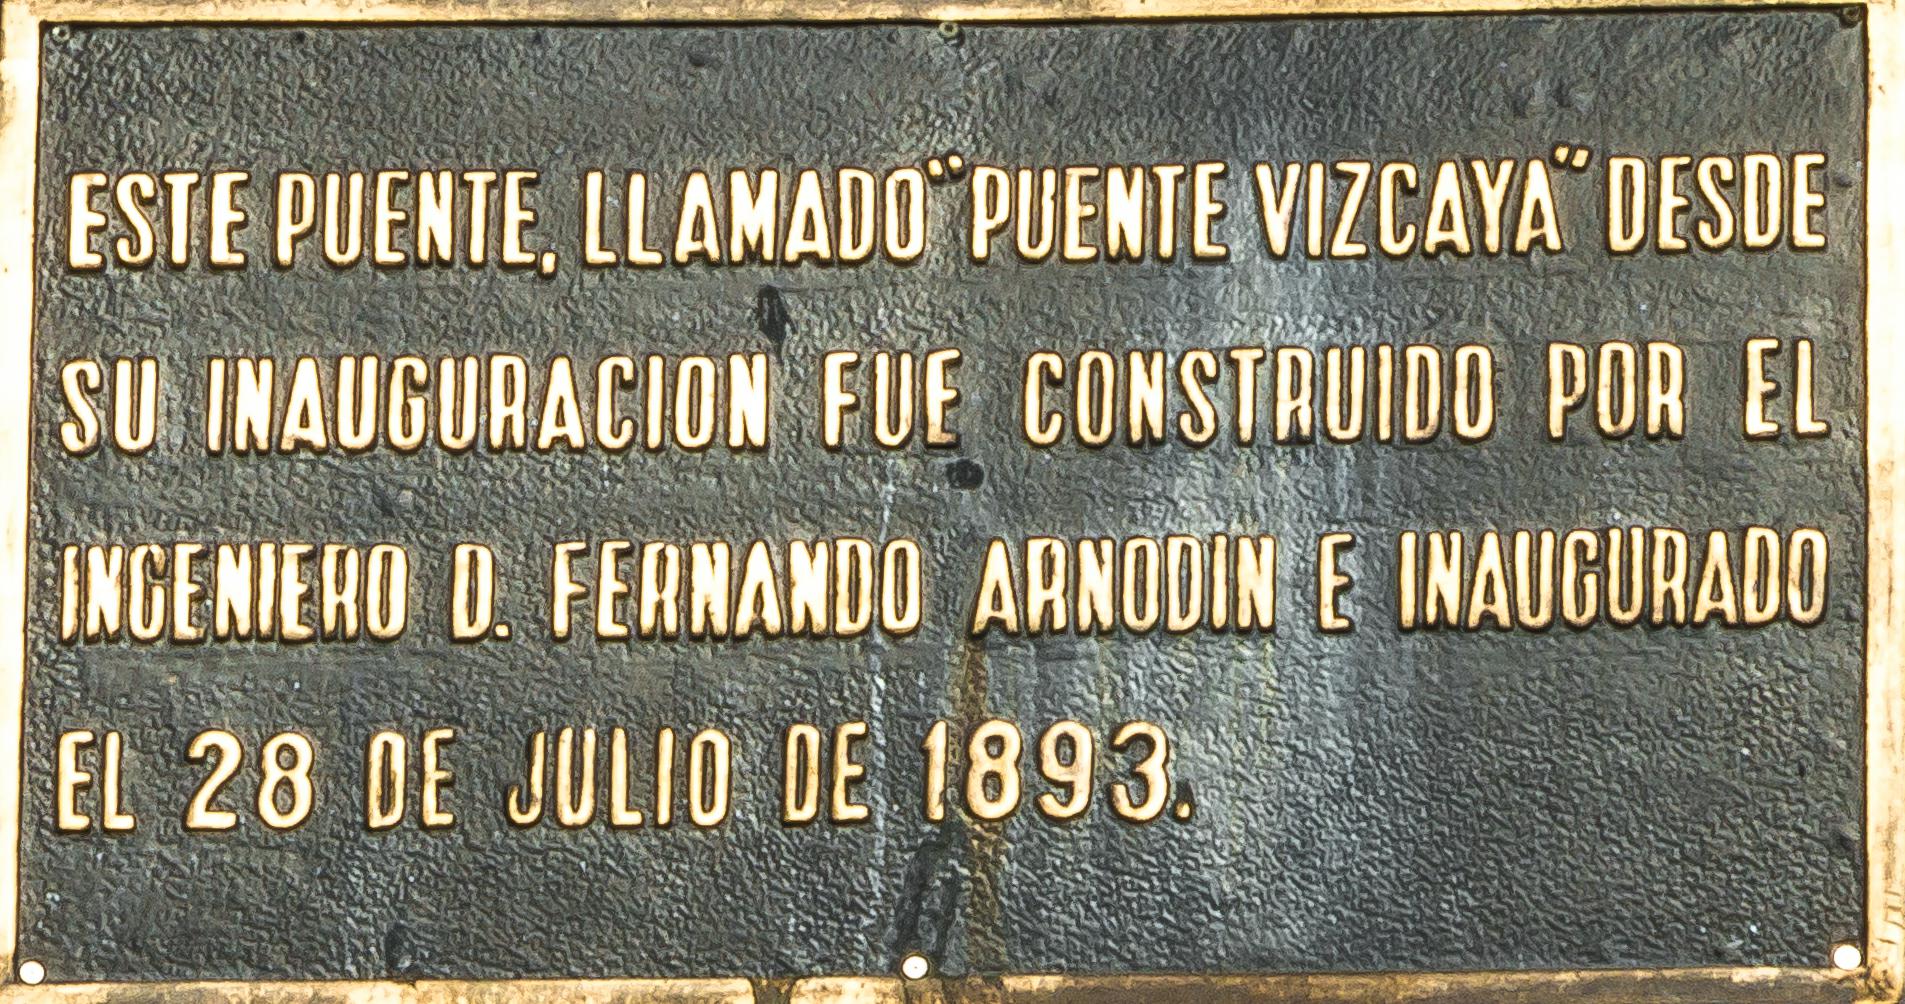 ESTE PUENTE, LLAMADO "PUENTE VIZCAYA" DESDE
SU INAUGURACION FUE CONSTRUIDO POR EL
INGENIERO D. FERNANDO ARNODIN E INAUGURADO
EL 28 DE JULIO DE 1893.